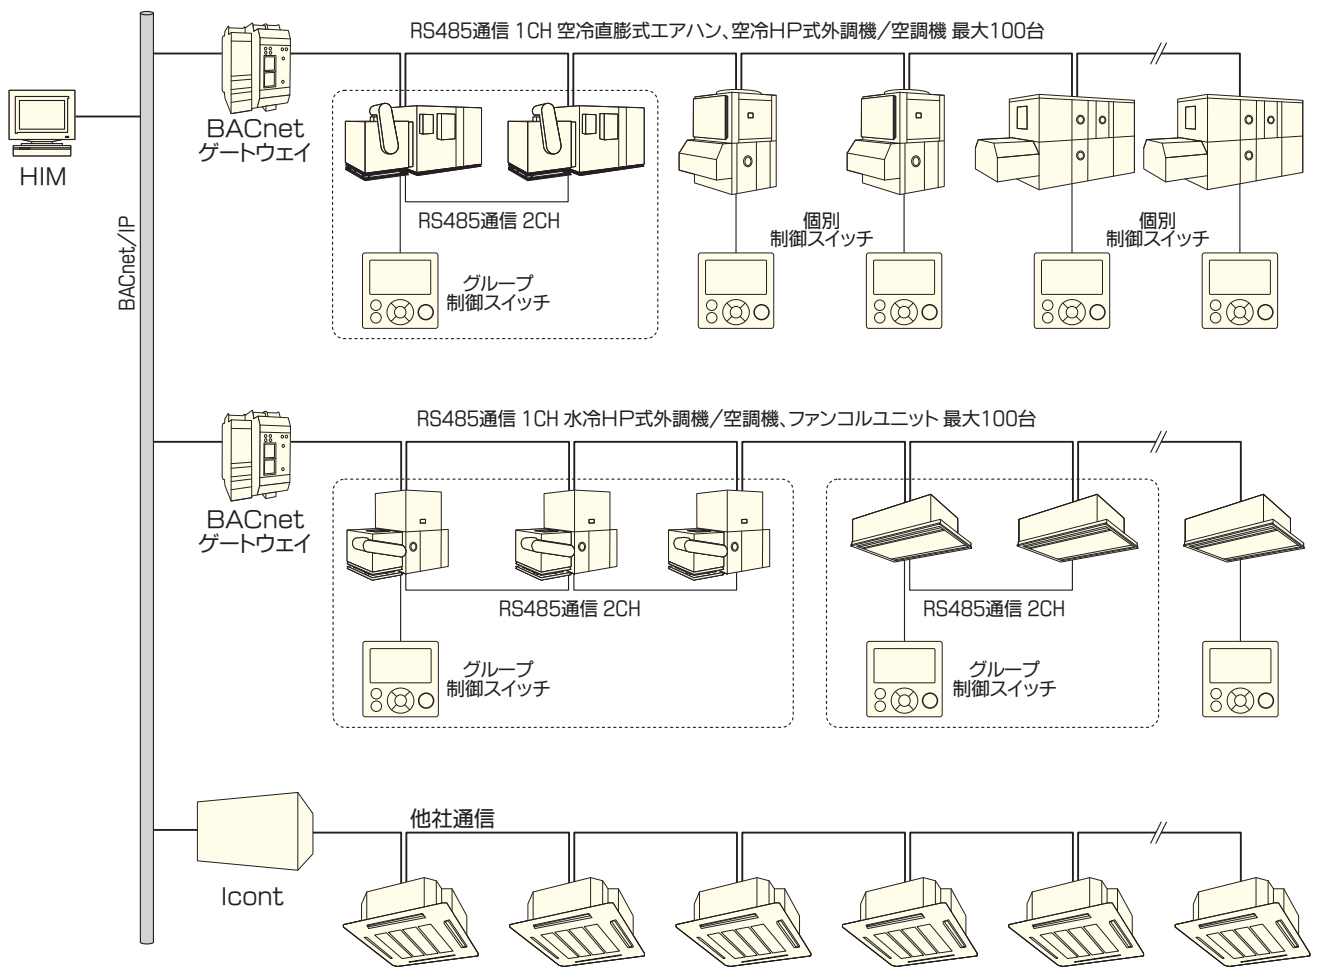 RS485通信 1CH 空冷直膨式エアハン、空冷HP式外調機/空調機 最大100台
BACnet
ゲートウェイ
HIM
BACnet/IP
RS485通信 2CH
グループ
制御スイッチ
個別
制御スイッチ
個別
制御スイッチ
RS485通信 1CH 水冷HP式外調機/空調機、ファンコルユニット 最大100台
BACnet
ゲートウェイ
RS485通信 2CH
RS485通信 2CH
グループ
制御スイッチ
グループ
制御スイッチ
他社通信
Icont